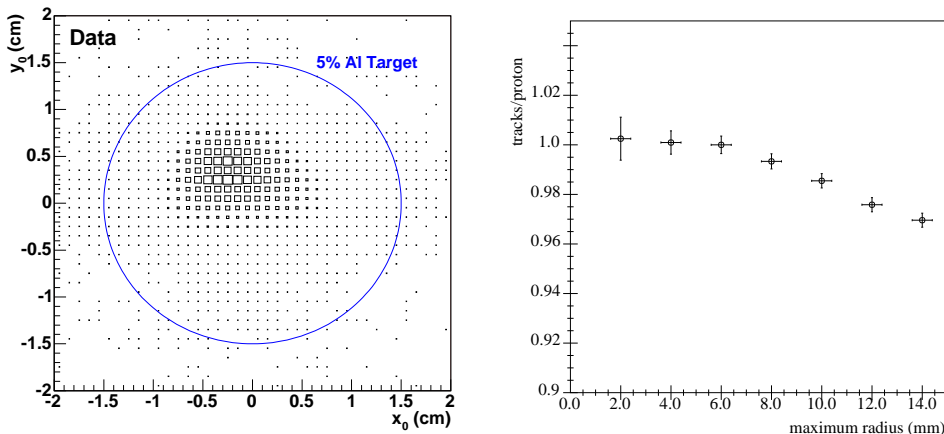 Data
5% Al Target
y0 (cm)
2
1.5
1
0.5
0
-0.5
-1
-1.5
-2
-2 -1.5 -1 -0.5 0 0.5 1 1.5 2
x0 (cm)
tracks/proton
1.02
1.0
0.98
0.96
0.94
0.92
0.9
0.0 2.0 4.0 6.0 8.0 10.0 12.0 14.0
maximum radius (mm)